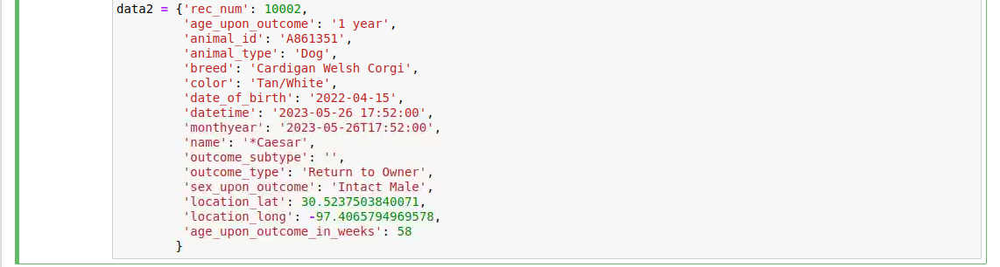 data2 = {'rec_num': 10002,
'age_upon_outcome': '1 year',
'animal_id': 'A861351',
'animal_type': 'Dog',
'breed': 'Cardigan Welsh Corgi',
'color': 'Tan/White',
'date_of_birth': '2022-04-15',
'datetime': '2023-05-26 17:52:00',
'monthyear': '2023-05-26T17:52:00',
'name': '*Caesar',
'outcome_subtype': '',
'outcome_type': 'Return to Owner',
'sex_upon_outcome': 'Intact Male',
'location_lat': 30.5237503840071,
'location_long': -97.4065794969578,
'age_upon_outcome_in_weeks': 58
}